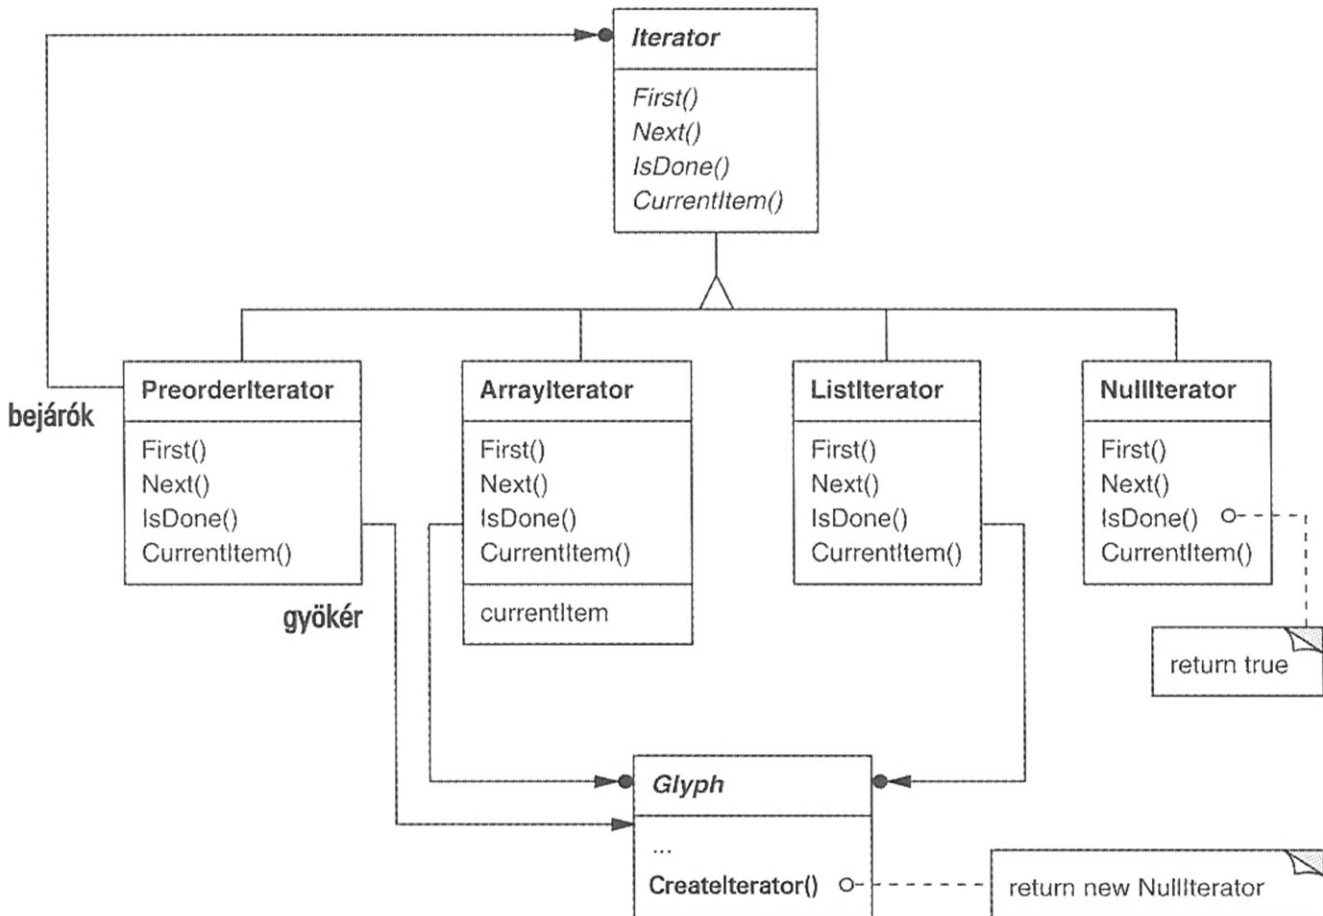 Iterator
First()
Next()
IsDone()
CurrentItem()
bejárók
PreorderIterator
First()
Next()
IsDone()
CurrentItem()
gyökér
ArrayIterator
First()
Next()
IsDone()
CurrentItem()
currentItem
ListIterator
First()
Next()
IsDone()
CurrentItem()
NullIterator
First()
Next()
IsDone()
CurrentItem()
return true
Glyph
...
CreateIterator()
return new NullIterator